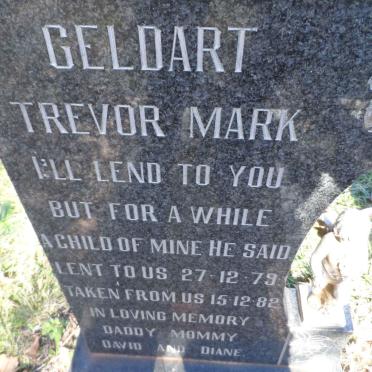 GELDART
TREVOR MARK
I'LL LEND TO YOU
BUT FOR A WHILE
A CHILD OF MINE HE SAID
LENT TO US 27-12-79
TAKEN FROM US 15-12-82
IN LOVING MEMORY
DADDY MOMMY
DAVID AND DIANE